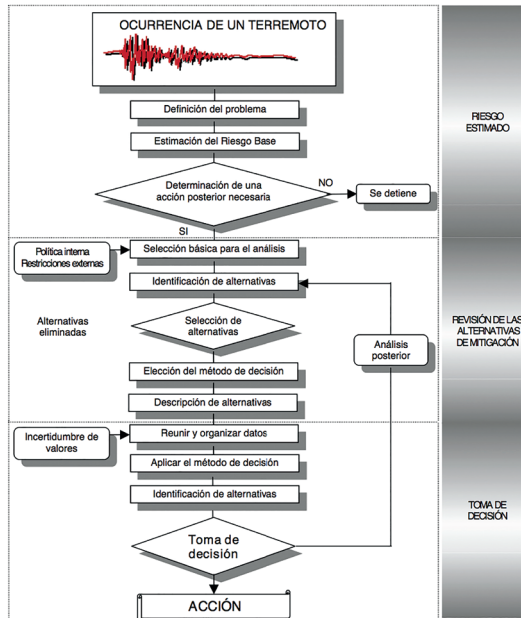 OCURRENCIA DE UN TERREMOTO
Definición del problema
Estimación del Riesgo Base
Determinación de una
acción posterior necesaria
NO
Se detiene
SI
RIESGO
ESTIMADO
Política interna
Restricciones externas
Selección básica para el análisis
Identificación de alternativas
Alternativas
eliminadas
Selección de
alternativas
Análisis
posterior
Elección del método de decisión
Descripción de alternativas
REVISIÓN DE LAS
ALTERNATIVAS
DE MITIGACIÓN
Incertidumbre de
valores
Reunir y organizar datos
Aplicar el método de decisión
Identificación de alternativas
Toma de
decisión
ACCIÓN
TOMA DE
DECISIÓN